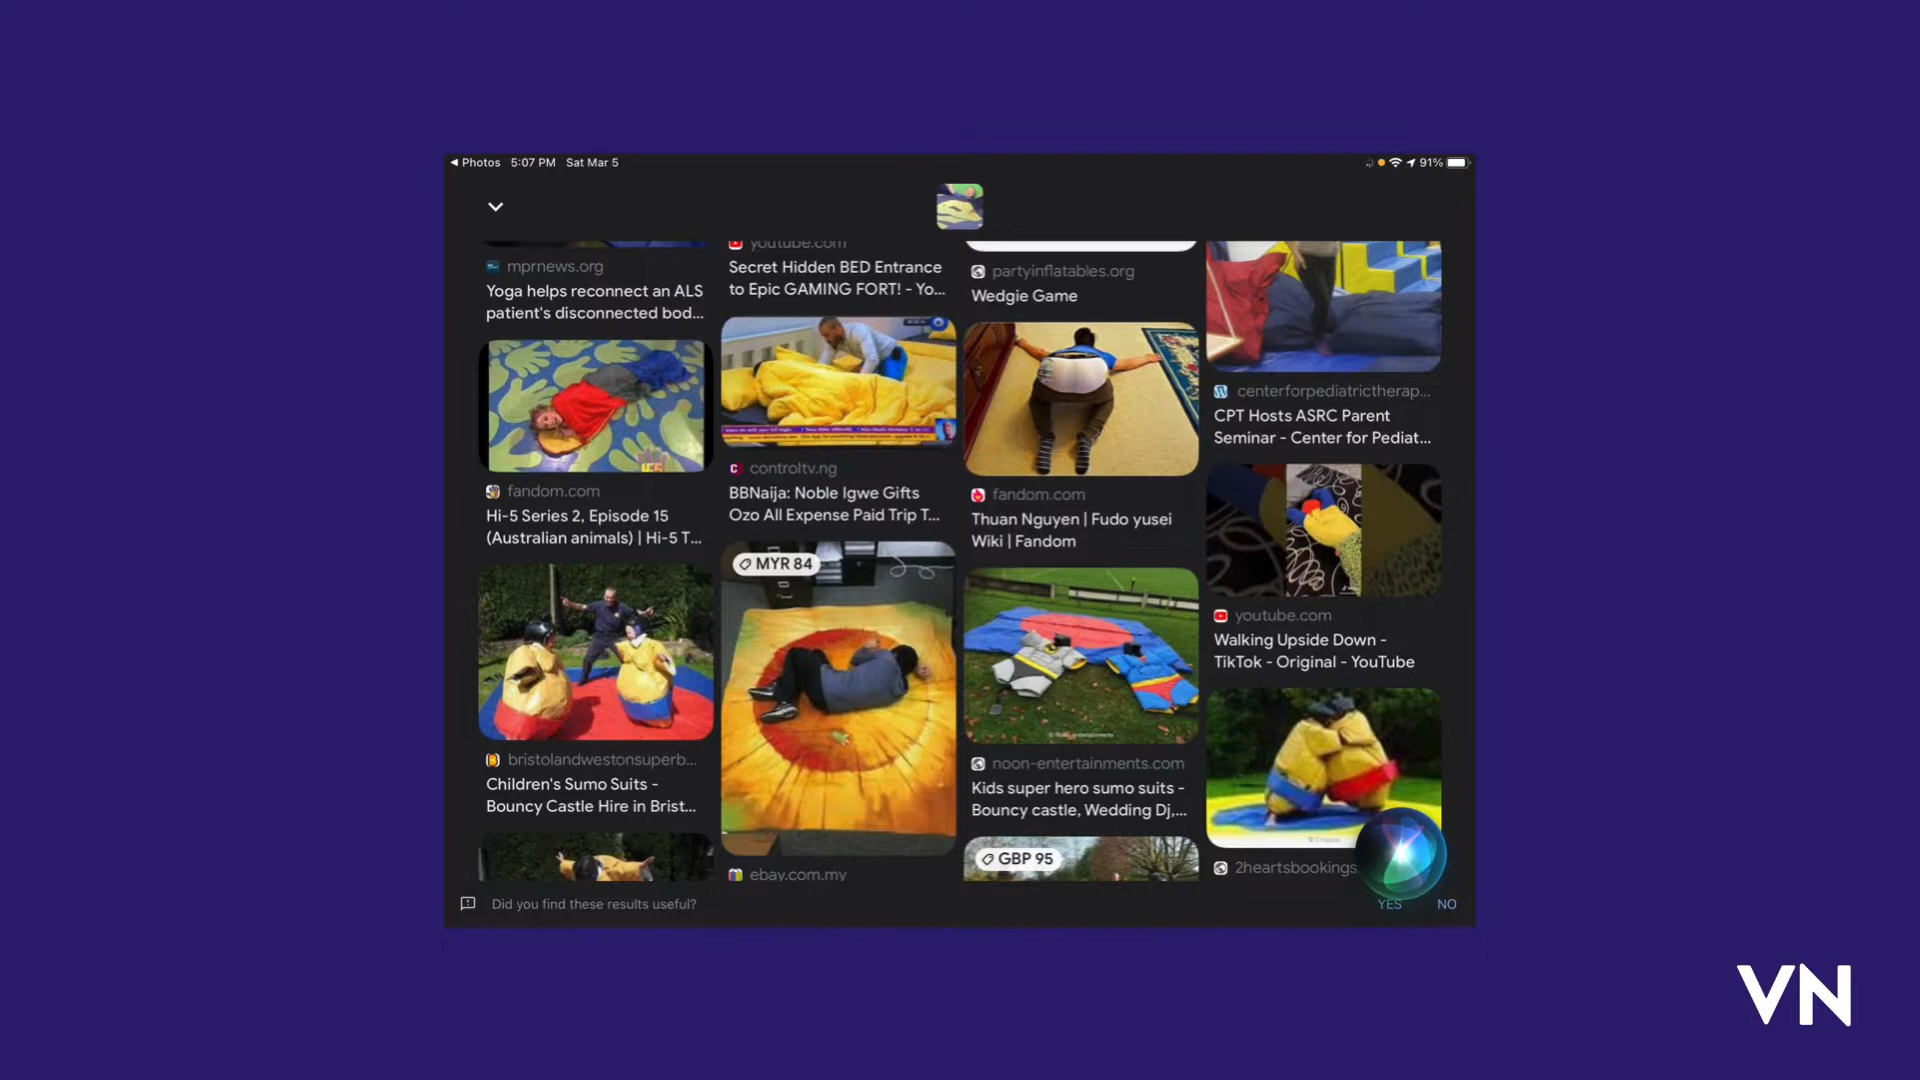 Photos 5:07 PM Sat Mar 5
91%
mprnews.org
Yoga helps reconnect an ALS
patient's disconnected bod...
fandom.com
Hi-5 Series 2, Episode 15
(Australian animals) | Hi-5 T...
bristolandwestonsuperb...
Children's Sumo Suits -
Bouncy Castle Hire in Brist...
youtube.com
Secret Hidden BED Entrance
to Epic GAMING FORT! - Yo...
controltv.ng
BBNaija: Noble Igwe Gifts
Ozo All Expense Paid Trip T...
MYR 84
ebay.com.my
partyinflatables.org
Wedgie Game
fandom.com
Thuan Nguyen | Fudo yusei
Wiki | Fandom
noon-entertainments.com
Kids super hero sumo suits -
Bouncy castle, Wedding Dj,...
GBP 95
centerforpediatrictherap...
CPT Hosts ASRC Parent
Seminar - Center for Pediat...
youtube.com
Walking Upside Down -
TikTok - Original - YouTube
2heartsbookings
Did you find these results useful?
YES NO
VN